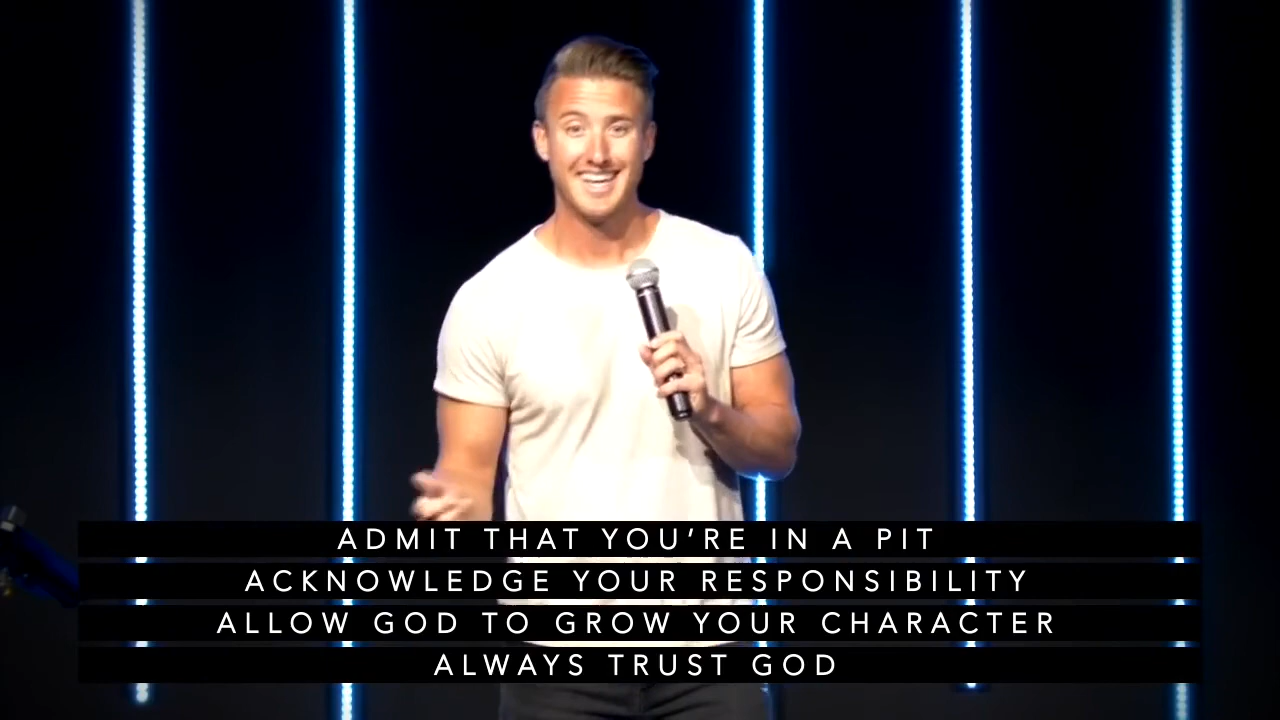 ADMIT THAT YOU'RE IN A PIT
ACKNOWLEDGE YOUR RESPONSIBILITY
ALLOW GOD TO GROW YOUR CHARACTER
ALWAYS TRUST GOD